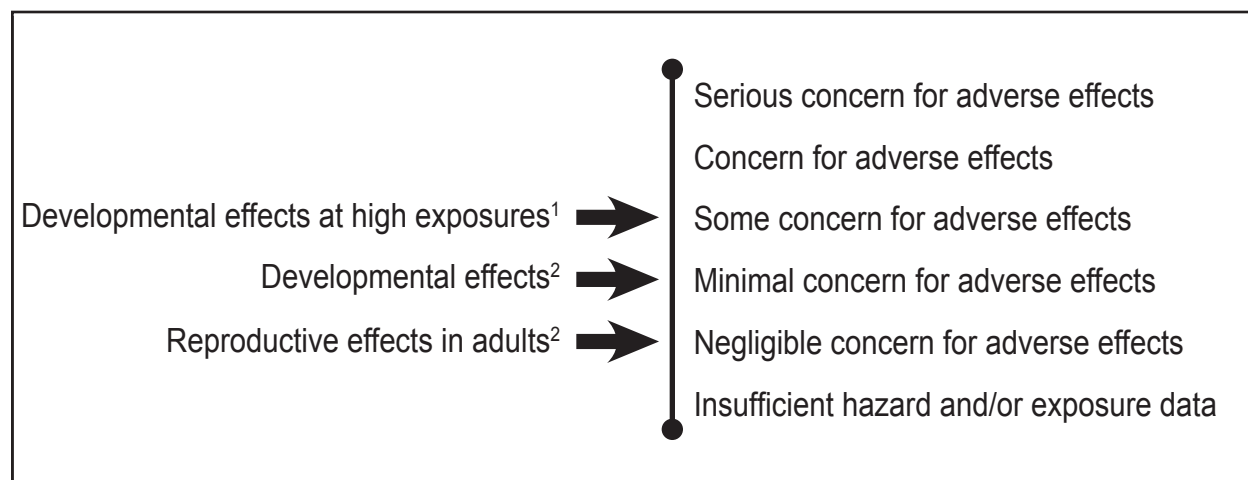 Serious concern for adverse effects
Concern for adverse effects
Developmental effects at high exposures¹ Some concern for adverse effects
Developmental effects² Minimal concern for adverse effects
Reproductive effects in adults² Negligible concern for adverse effects
Insufficient hazard and/or exposure data